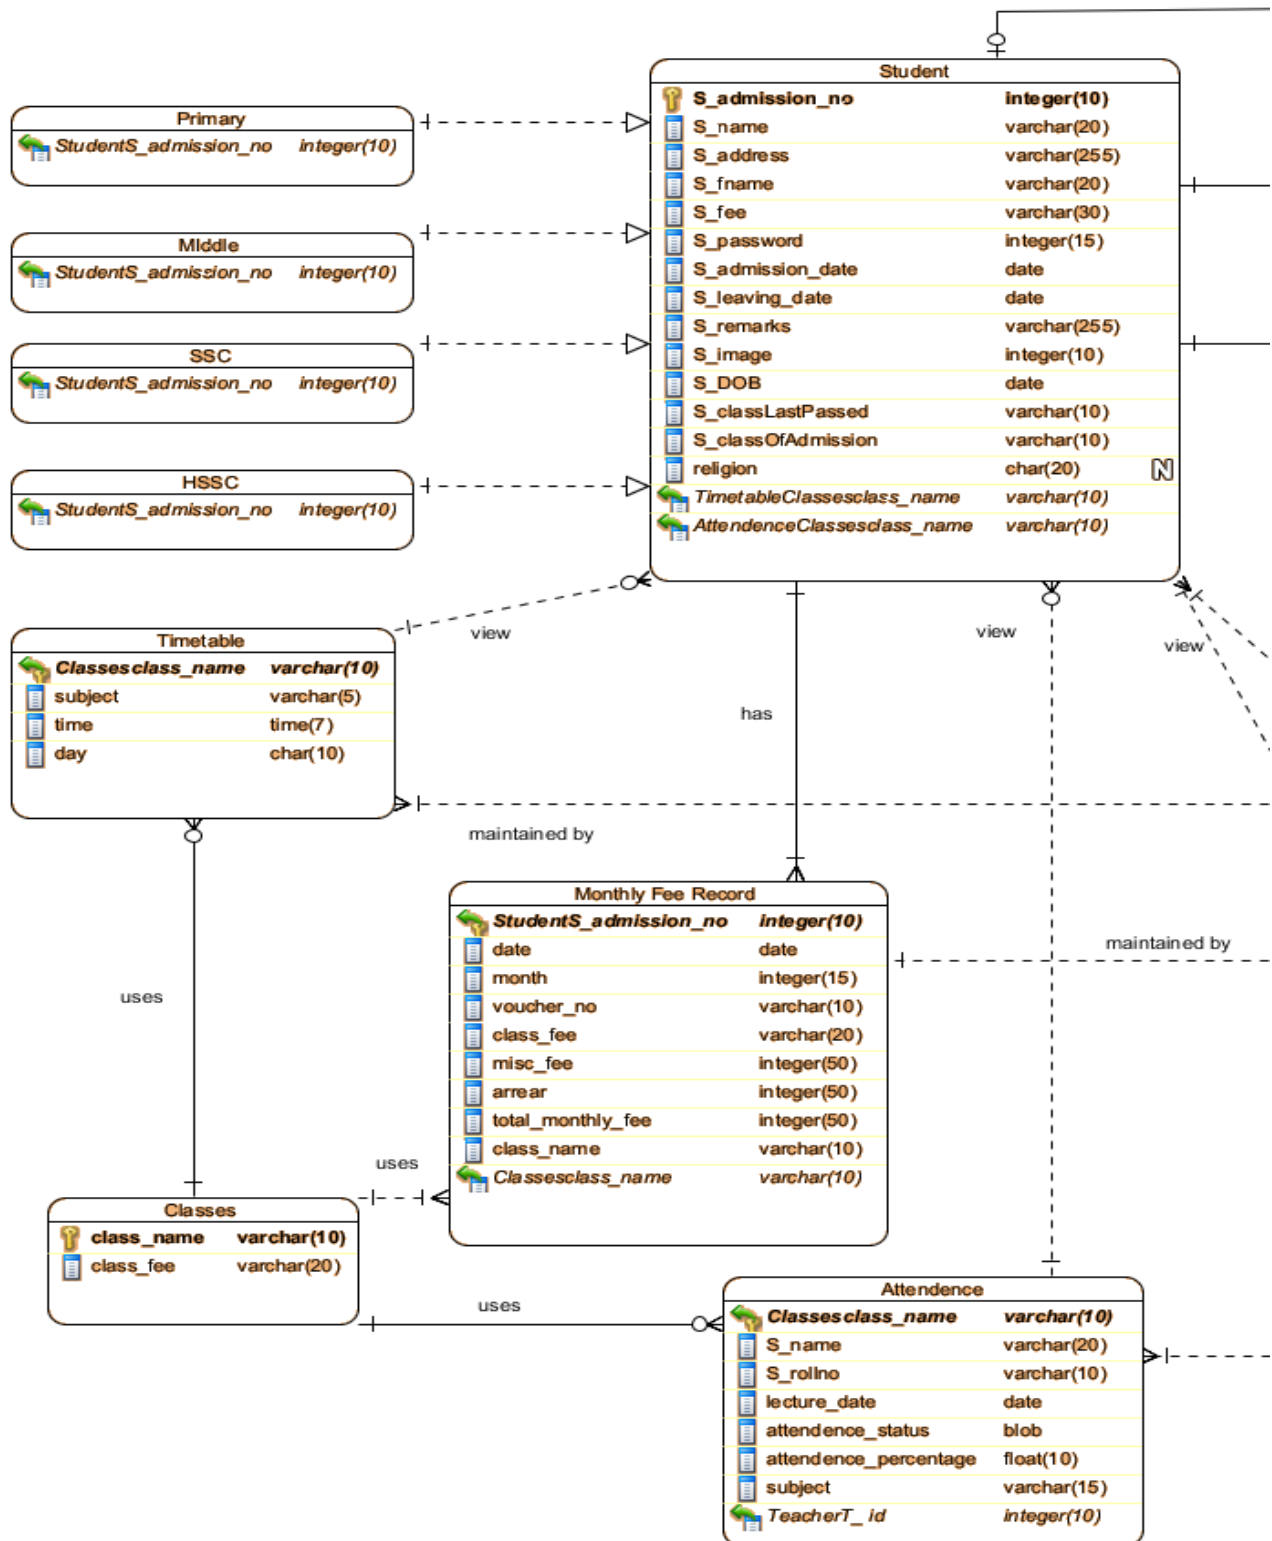 Student
S_admission_no integer(10)
S_name varchar(20)
S_address varchar(255)
S_fname varchar(20)
S_fee varchar(30)
S_password integer(15)
S_admission_date date
S_leaving_date date
S_remarks varchar(255)
S_image integer(10)
S_DOB date
S_classLastPassed varchar(10)
S_classOfAdmission varchar(10)
religion char(20) N
TimetableClassesclass_name varchar(10)
AttendenceClassesclass_name varchar(10)
Primary
StudentS_admission_no integer(10)
MIddle
StudentS_admission_no integer(10)
SSC
StudentS_admission_no integer(10)
HSSC
StudentS_admission_no integer(10)
view
view
view
Timetable
Classesclass_name varchar(10)
subject varchar(5)
time time(7)
day char(10)
has
maintained by
Monthly Fee Record
StudentS_admission_no integer(10)
date date
month integer(15)
voucher_no varchar(10)
class_fee varchar(20)
misc_fee integer(50)
arrear integer(50)
total_monthly_fee integer(50)
class_name varchar(10)
Classesclass_name varchar(10)
maintained by
uses
uses
Classes
class_name varchar(10)
class_fee varchar(20)
uses
Attendence
Classesclass_name varchar(10)
S_name varchar(20)
S_rollno varchar(10)
lecture_date date
attendence_status blob
attendence_percentage float(10)
subject varchar(15)
TeacherT_ id integer(10)